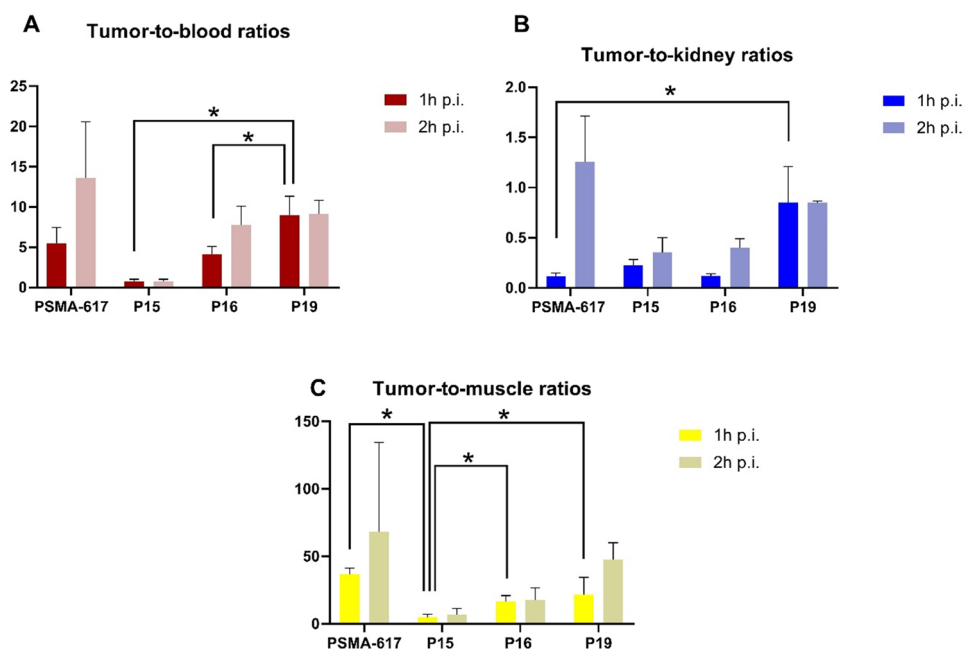 A
Tumor-to-blood ratios
25
20
15
10
5
0
*
*
1h p.i.
2h p.i.
PSMA-617 P15 P16 P19
B
Tumor-to-kidney ratios
2.0
1.5
1.0
0.5
0.0
*
1h p.i.
2h p.i.
PSMA-617 P15 P16 P19
C
Tumor-to-muscle ratios
150
100
50
0
*
*
*
1h p.i.
2h p.i.
PSMA-617 P15 P16 P19